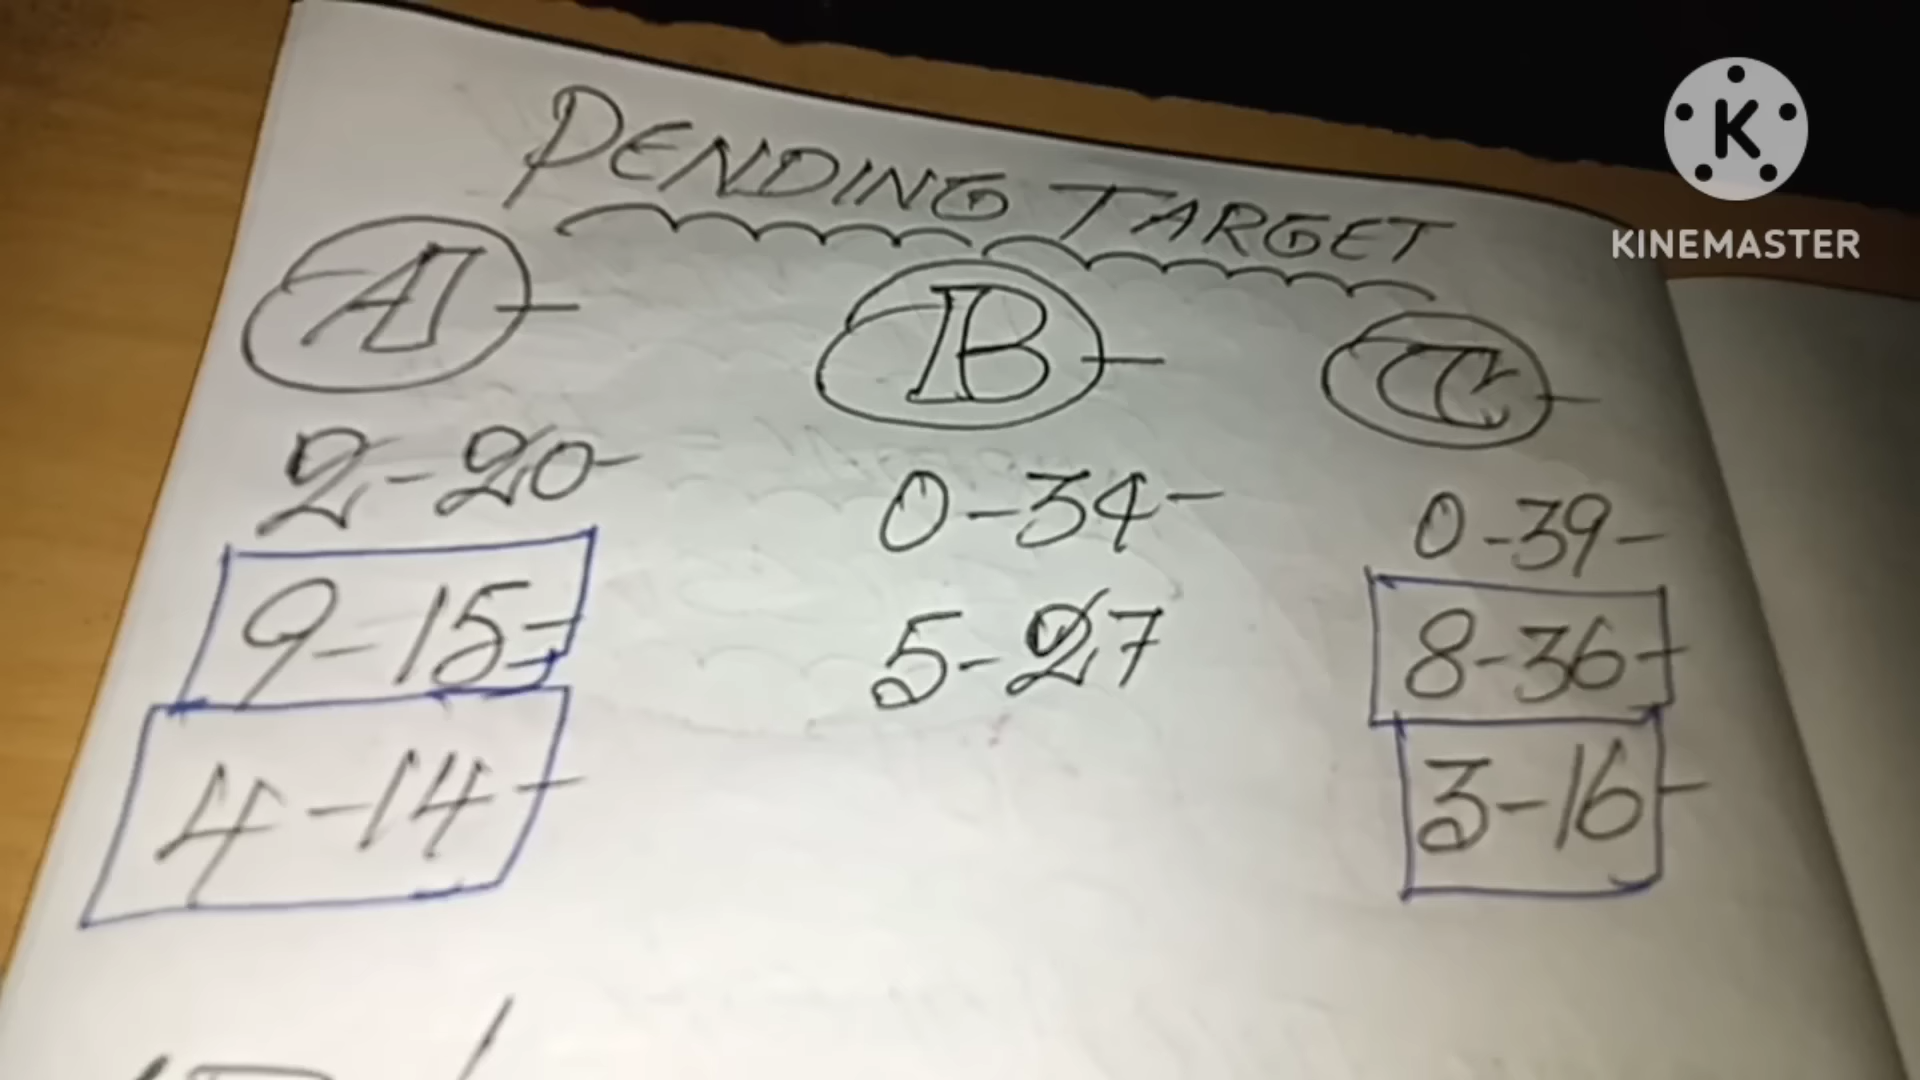 PENDING TARGET
A B C
2-20- 0-34- 0-39-
9-15= 5-27 8-36-
4-14- 3-16-
K
KINEMASTER